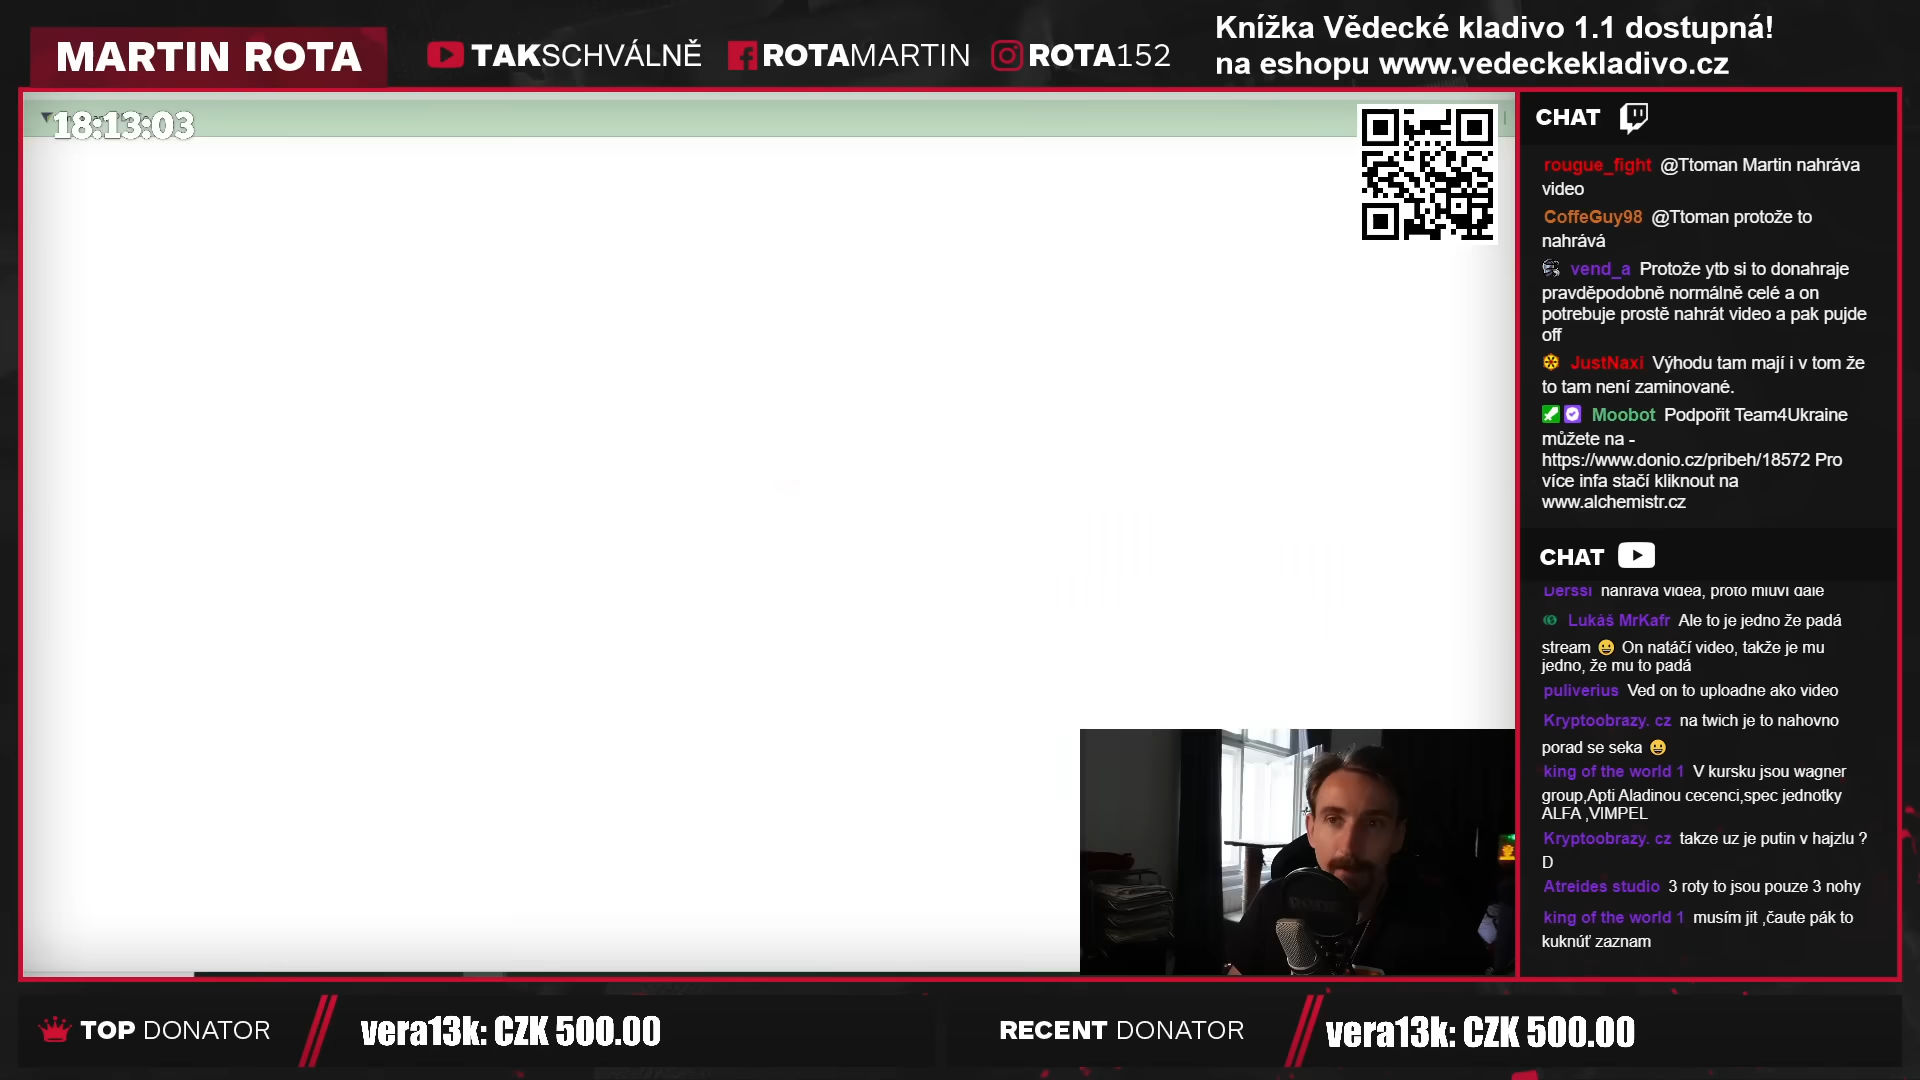 MARTIN ROTA
TAKSCHVÁLNĚ
ROTAMARTIN
ROTA152
Knížka Vědecké kladivo 1.1 dostupná!
na eshopu www.vedeckekladivo.cz
18:13:03
CHAT
rougue_fight @Ttoman Martin nahráva
video
CoffeGuy98 @Ttoman protože to
nahrává
vend_a Protože ytb si to donahraje
pravděpodobně normálně celé a on
potrebuje prostě nahrát video a pak pujde
off
JustNaxi Výhodu tam mají i v tom že
to tam není zaminované.
Moobot Podpořit Team4Ukraine
můžete na -
https://www.donio.cz/pribeh/18572 Pro
více infa stačí kliknout na
www.alchemistr.cz
CHAT
Derssi nahrava videa, proto mluvi dale
Lukáš MrKafr Ale to je jedno že padá
stream 😀 On natáčí video, takže je mu
jedno, že mu to padá
puliverius Ved on to uploadne ako video
Kryptoobrazy. cz na twich je to nahovno
porad se seka 😀
king of the world 1 V kursku jsou wagner
group,Apti Aladinou cecenci,spec jednotky
ALFA ,VIMPEL
Kryptoobrazy. cz takze uz je putin v hajzlu ?
D
Atreides studio 3 roty to jsou pouze 3 nohy
king of the world 1 musím jit ,čaute pák to
kuknúť zaznam
TOP DONATOR
vera13k: CZK 500.00
RECENT DONATOR
vera13k: CZK 500.00